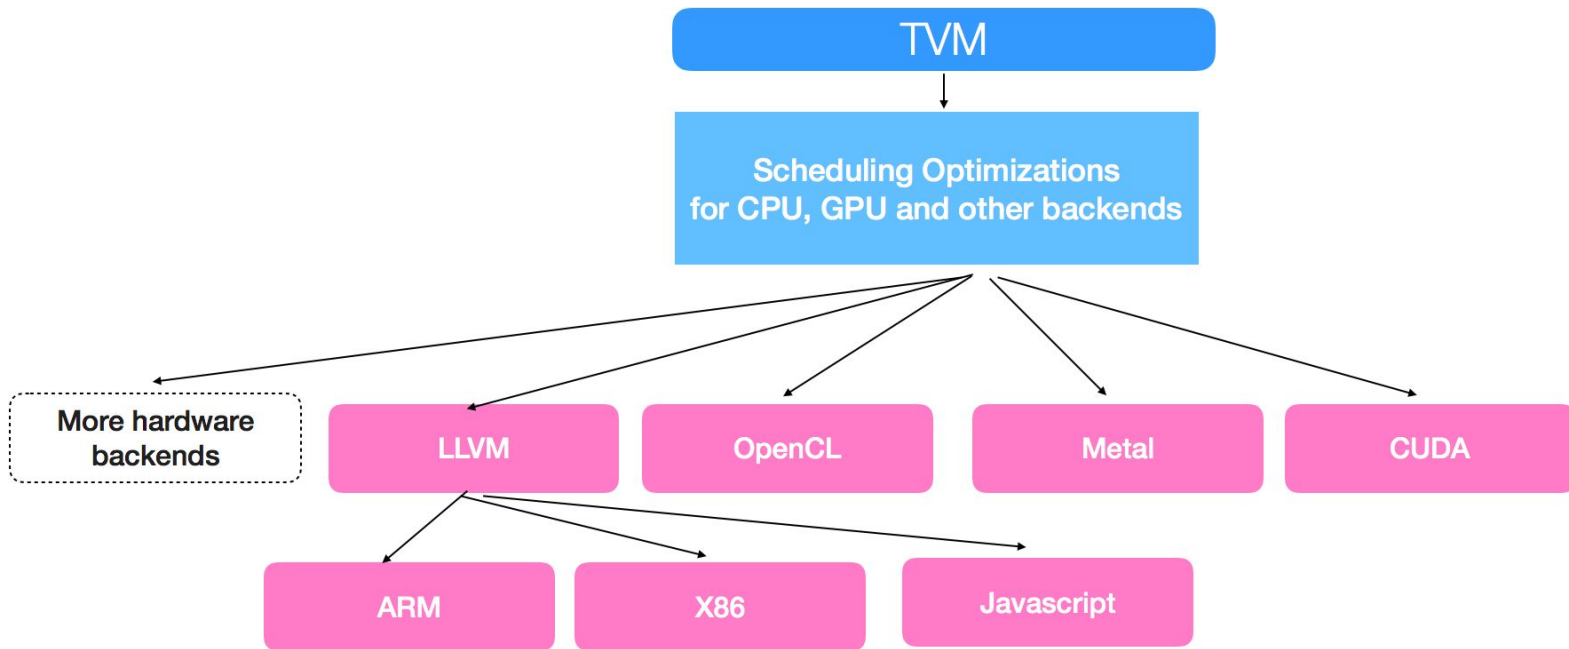 TVM
Scheduling Optimizations
for CPU, GPU and other backends
More hardware
backends
LLVM
OpenCL
Metal
CUDA
ARM
X86
Javascript